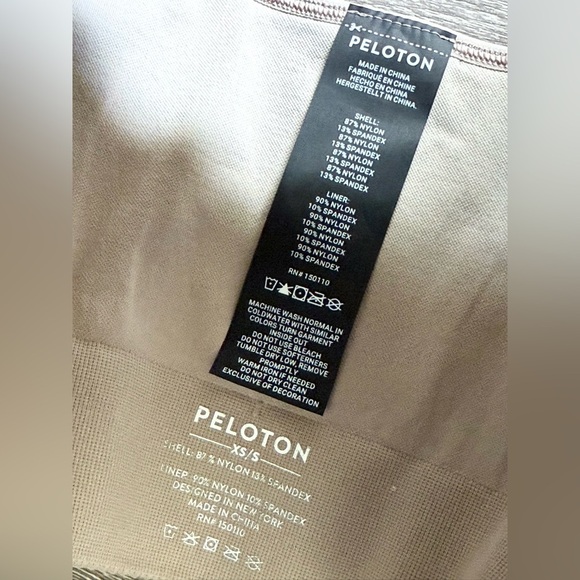 PELOTON
MADE IN CHINA
FABRIQUÉ EN CHINE
HECHO EN CHINA
HERGESTELLT IN CHINA.
SHELL:
87% NYLON
13% SPANDEX
87% NYLON
13% SPANDEX
87% NYLON
13% SPANDEX
87% NYLON
13% SPANDEX
LINER:
90% NYLON
10% SPANDEX
90% NYLON
10% SPANDEX
90% NYLON
10% SPANDEX
90% NYLON
10% SPANDEX
RN# 150110
MACHINE WASH NORMAL IN
COLDWATER WITH SIMILAR
COLORS TURN GARMENT
INSIDE OUT
DO NOT USE BLEACH
DO NOT USE SOFTENERS
TUMBLE DRY LOW, REMOVE
PROMPTLY
WARM IRON IF NEEDED
DO NOT DRY CLEAN
EXCLUSIVE OF DECORATION
PELOTON
XS/S
SHELL: 87 % NYLON 13% SPANDEX
LINER: 90% NYLON 10% SPANDEX
DESIGNED IN NEW YORK
MADE IN CHINA
RN# 150110